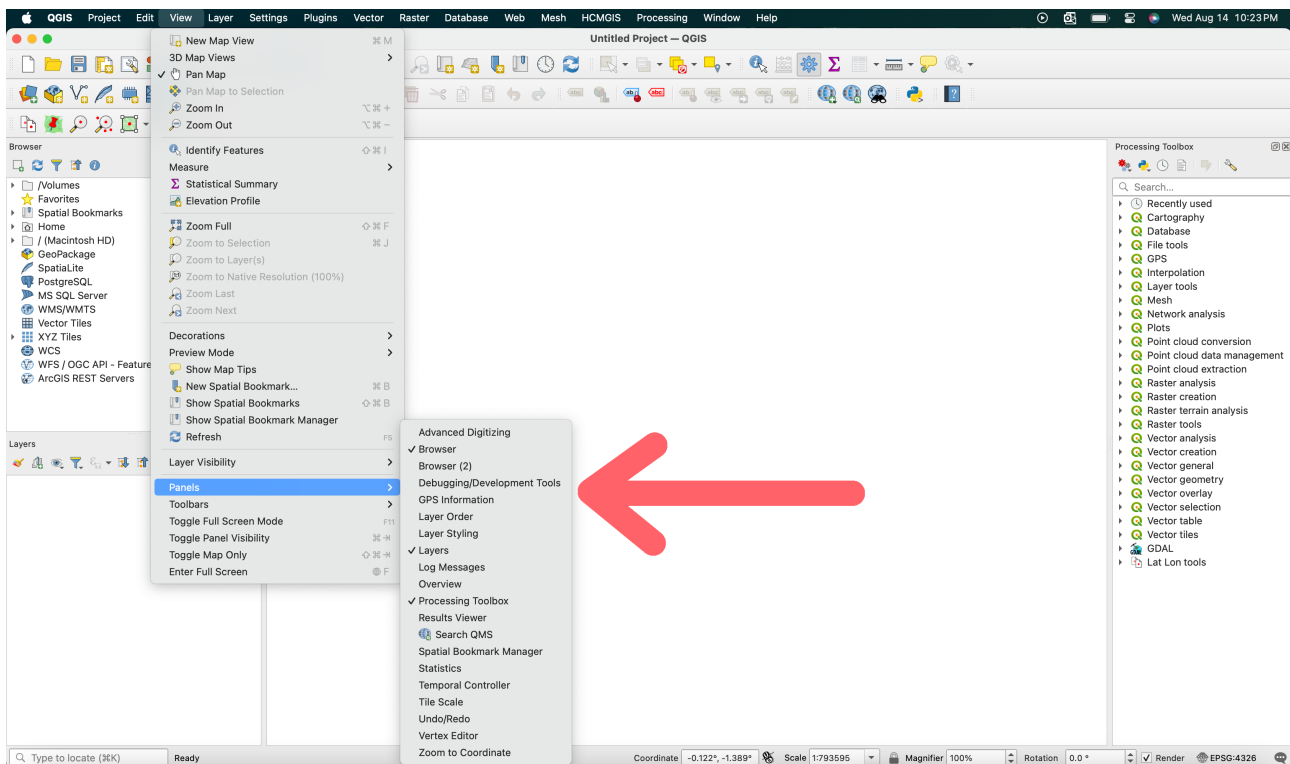 QGIS Project Edit View Layer Settings Plugins Vector Raster Database Web Mesh HCMGIS Processing Window Help Wed Aug 14 10:23 PM
Untitled Project — QGIS
New Map View ⌘ M
3D Map Views
Pan Map
Pan Map to Selection
Zoom In ⌥⌘ +
Zoom Out ⌥⌘ −
Identify Features ⇧⌘ I
Measure
Statistical Summary
Elevation Profile
Zoom Full ⇧⌘ F
Zoom to Selection ⌘ J
Zoom to Layer(s)
Zoom to Native Resolution (100%)
Zoom Last
Zoom Next
Decorations
Preview Mode
Show Map Tips
New Spatial Bookmark... ⌘ B
Show Spatial Bookmarks ⇧⌘ B
Show Spatial Bookmark Manager
Refresh F5
Layer Visibility
Panels
Toolbars
Toggle Full Screen Mode F11
Toggle Panel Visibility ⌘⇥
Toggle Map Only ⇧⌘⇥
Enter Full Screen F
Browser
/Volumes
Favorites
Spatial Bookmarks
Home
/ (Macintosh HD)
GeoPackage
SpatiaLite
PostgreSQL
MS SQL Server
WMS/WMTS
Vector Tiles
XYZ Tiles
WCS
WFS / OGC API - Feature
ArcGIS REST Servers
Layers
Advanced Digitizing
Browser
Browser (2)
Debugging/Development Tools
GPS Information
Layer Order
Layer Styling
Layers
Log Messages
Overview
Processing Toolbox
Results Viewer
Search QMS
Spatial Bookmark Manager
Statistics
Temporal Controller
Tile Scale
Undo/Redo
Vertex Editor
Zoom to Coordinate
Processing Toolbox
Search...
Recently used
Cartography
Database
File tools
GPS
Interpolation
Layer tools
Mesh
Network analysis
Plots
Point cloud conversion
Point cloud data management
Point cloud extraction
Raster analysis
Raster creation
Raster terrain analysis
Raster tools
Vector analysis
Vector creation
Vector general
Vector geometry
Vector overlay
Vector selection
Vector table
Vector tiles
GDAL
Lat Lon tools
Type to locate (⌘K) Ready Coordinate -0.122°, -1.389° Scale 1:793595 Magnifier 100% Rotation 0.0 ° Render EPSG:4326